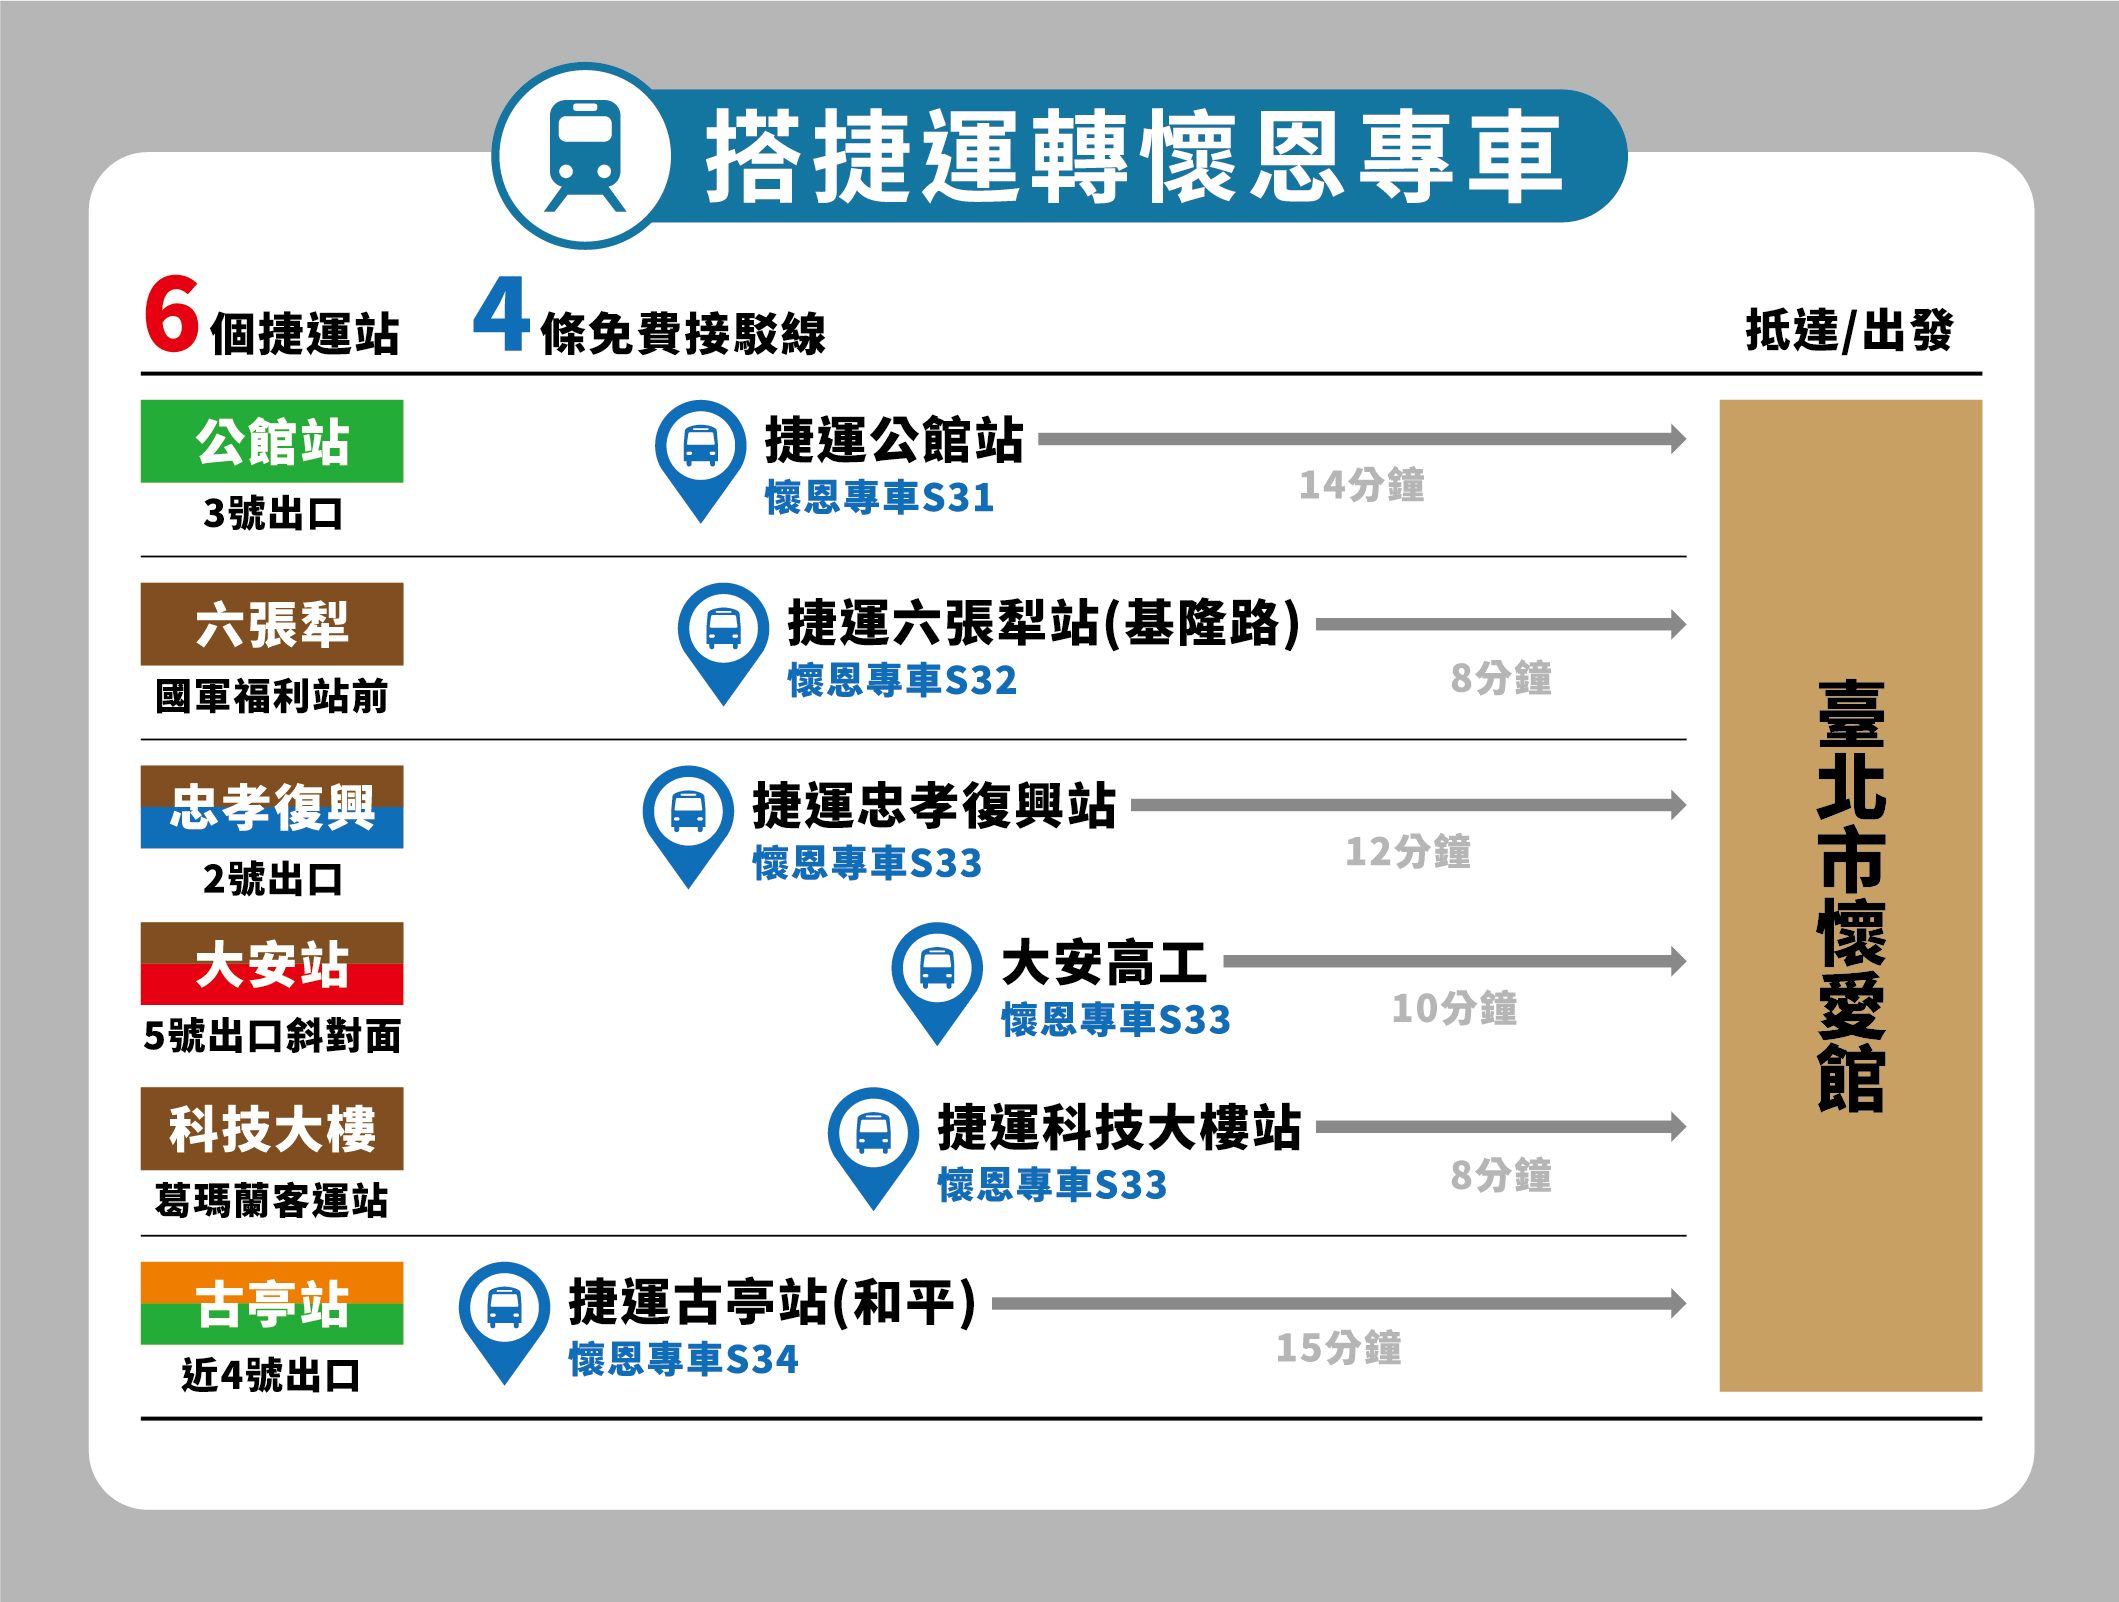 搭捷運轉懷恩專車
6個捷運站
4條免費接駁線
抵達/出發
公館站
3號出口
捷運公館站
懷恩專車S31
14分鐘
六張犁
國軍福利站前
捷運六張犁站(基隆路)
懷恩專車S32
8分鐘
忠孝復興
2號出口
捷運忠孝復興站
懷恩專車S33
12分鐘
大安站
5號出口斜對面
大安高工
懷恩專車S33
10分鐘
科技大樓
葛瑪蘭客運站
捷運科技大樓站
懷恩專車S33
8分鐘
古亭站
近4號出口
捷運古亭站(和平)
懷恩專車S34
15分鐘
臺北市懷愛館